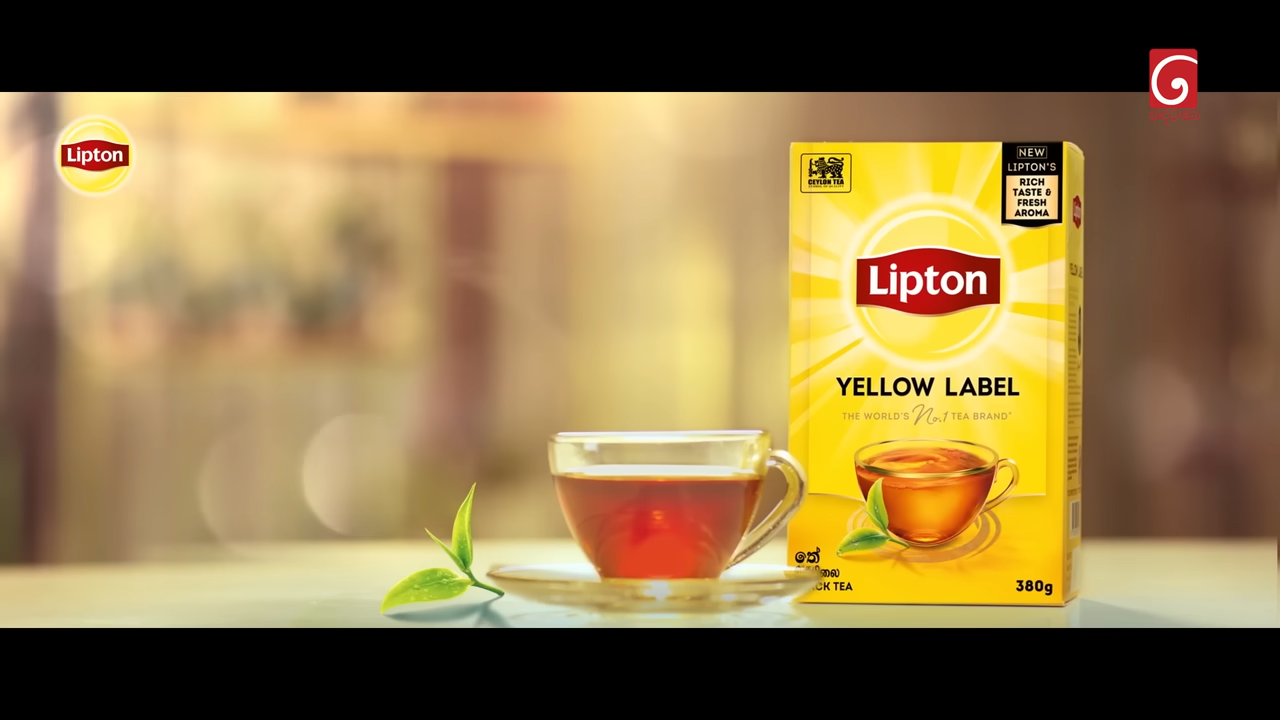 Lipton
CEYLON TEA
NEW
LIPTON'S
RICH
TASTE &
FRESH
AROMA
Lipton
YELLOW LABEL
THE WORLD'S No.1 TEA BRAND
තේ
TEA
380g